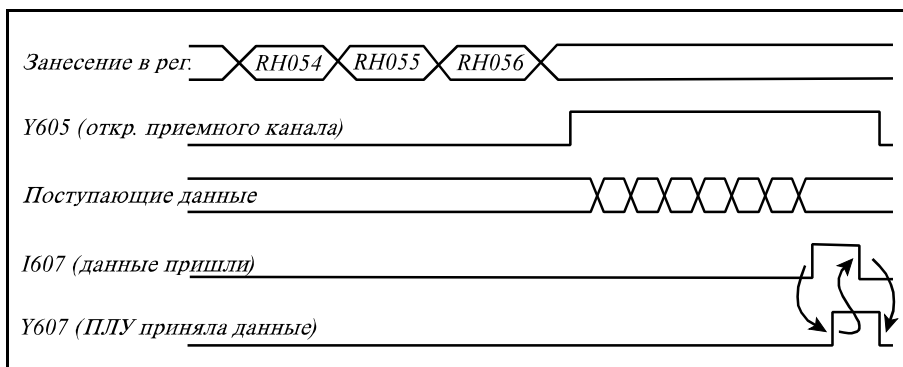 Занесение в рег. RH054 RH055 RH056
Y605 (откр. приемного канала)
Поступающие данные
I607 (данные пришли)
Y607 (ПЛУ приняла данные)